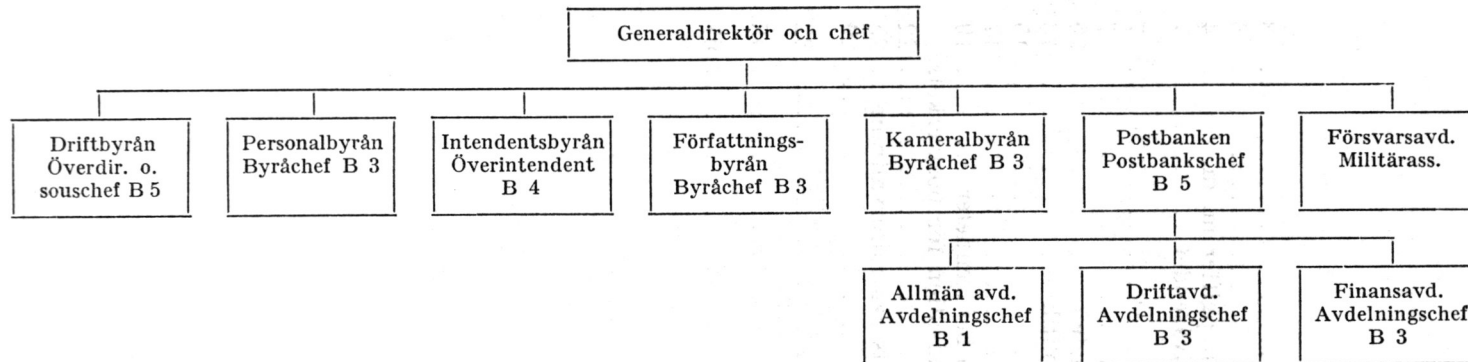 Generaldirektör och chef
Driftbyrån
Överdir. o.
souschef B 5
Personalbyrån
Byråchef B 3
Intendentsbyrån
Överintendent
B 4
Författnings-
byrån
Byråchef B 3
Kameralbyrån
Byråchef B 3
Postbanken
Postbankschef
B 5
Försvarsavd.
Militärass.
Allmän avd.
Avdelningschef
B 1
Driftavd.
Avdelningschef
B 3
Finansavd.
Avdelningschef
B 3